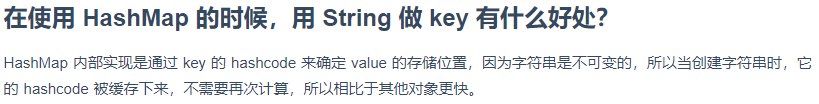 在使用 HashMap 的时候，用 String 做 key 有什么好处？
HashMap 内部实现是通过 key 的 hashcode 来确定 value 的存储位置，因为字符串是不可变的，所以当创建字符串时，它
的 hashcode 被缓存下来，不需要再次计算，所以相比于其他对象更快。